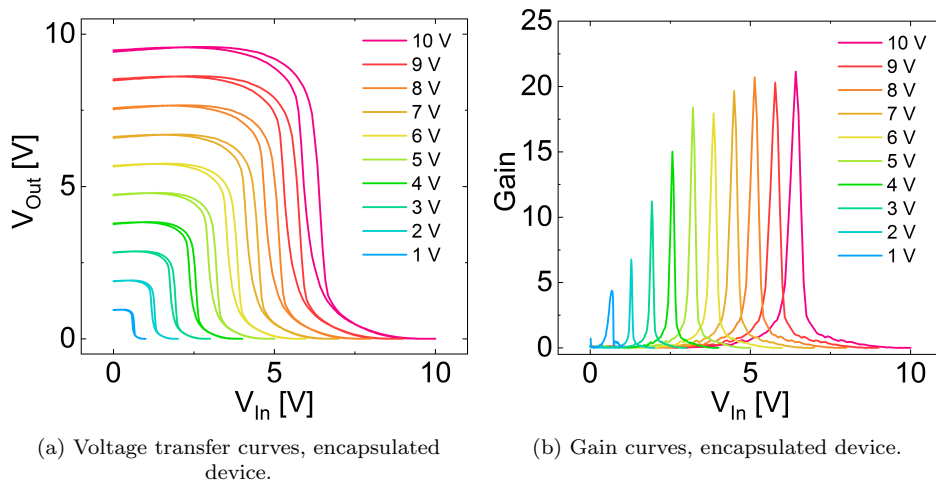 10
5
0
V_Out [V]
0
5
10
V_In [V]
10 V
9 V
8 V
7 V
6 V
5 V
4 V
3 V
2 V
1 V
(a) Voltage transfer curves, encapsulated
device.
25
20
15
10
5
0
Gain
0
5
10
V_In [V]
10 V
9 V
8 V
7 V
6 V
5 V
4 V
3 V
2 V
1 V
(b) Gain curves, encapsulated device.